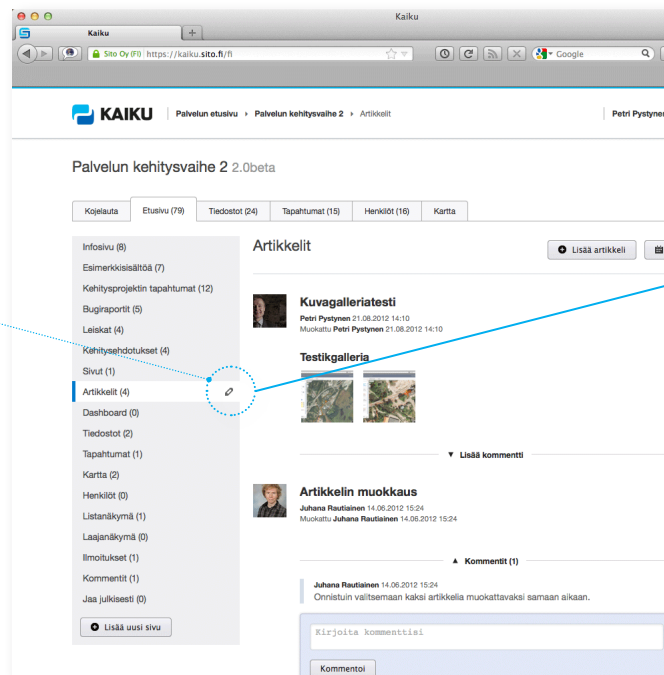 Kaiku
Kaiku
Sito Oy (FI) https://kaiku.sito.fi/fi
Google
KAIKU
Palvelun etusivu
Palvelun kehitysvaihe 2
Artikkelit
Petri Pystynen
Palvelun kehitysvaihe 2 2.0beta
Kojelauta
Etusivu (79)
Tiedostot (24)
Tapahtumat (15)
Henkilöt (16)
Kartta
Infosivu (8)
Esimerkkisisältöä (7)
Kehitysprojektin tapahtumat (12)
Bugiraportit (5)
Leiskat (4)
Kehitysehdotukset (4)
Sivut (1)
Artikkelit (4)
Dashboard (0)
Tiedostot (2)
Tapahtumat (1)
Kartta (2)
Henkilöt (0)
Listanäkymä (1)
Laajanäkymä (0)
Ilmoitukset (1)
Kommentit (1)
Jaa julkisesti (0)
Lisää uusi sivu
Artikkelit
Lisää artikkeli
Kuvagalleriatesti
Petri Pystynen 21.08.2012 14:10
Muokattu Petri Pystynen 21.08.2012 14:10
Testikgalleria
Lisää kommentti
Artikkelin muokkaus
Juhana Rautiainen 14.06.2012 15:24
Muokattu Juhana Rautiainen 14.06.2012 15:24
Kommentit (1)
Juhana Rautiainen 14.06.2012 15:24
Onnistuin valitsemaan kaksi artikkelia muokattavaksi samaan aikaan.
Kirjoita kommenttisi
Kommentoi